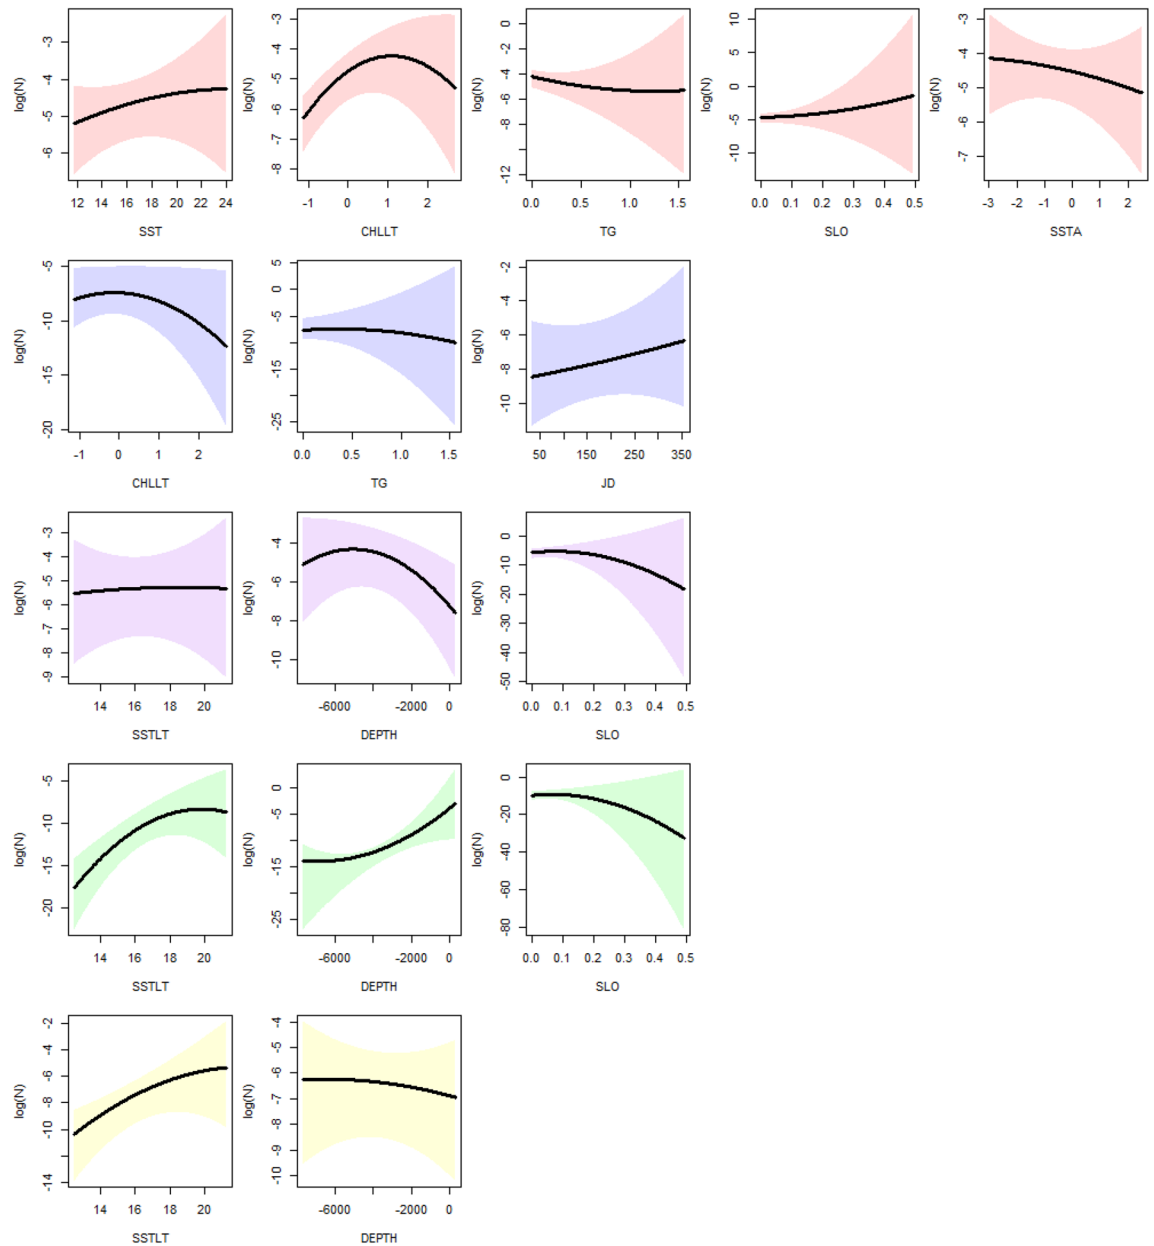 log(N) -3 -4 -5 -6 12 14 16 18 20 22 24 SST
log(N) -3 -4 -5 -6 -7 -8 -1 0 1 2 CHLLT
log(N) 0 -2 -4 -6 -8 -12 0.0 0.5 1.0 1.5 TG
log(N) 10 5 0 -5 -10 0.0 0.1 0.2 0.3 0.4 0.5 SLO
log(N) -3 -4 -5 -6 -7 -3 -2 -1 0 1 2 SSTA
log(N) -5 -10 -15 -20 -1 0 1 2 CHLLT
log(N) 5 0 -5 -15 -25 0.0 0.5 1.0 1.5 TG
log(N) -2 -4 -6 -8 -10 50 150 250 350 JD
log(N) -3 -4 -5 -6 -7 -8 -9 14 16 18 20 SSTLT
log(N) -4 -6 -8 -10 -6000 -2000 0 DEPTH
log(N) 0 -10 -20 -30 -40 -50 0.0 0.1 0.2 0.3 0.4 0.5 SLO
log(N) -5 -10 -15 -20 14 16 18 20 SSTLT
log(N) 0 -5 -15 -25 -6000 -2000 0 DEPTH
log(N) 0 -20 -40 -60 -80 0.0 0.1 0.2 0.3 0.4 0.5 SLO
log(N) -2 -4 -6 -8 -10 -14 14 16 18 20 SSTLT
log(N) -4 -5 -6 -7 -8 -9 -10 -6000 -2000 0 DEPTH